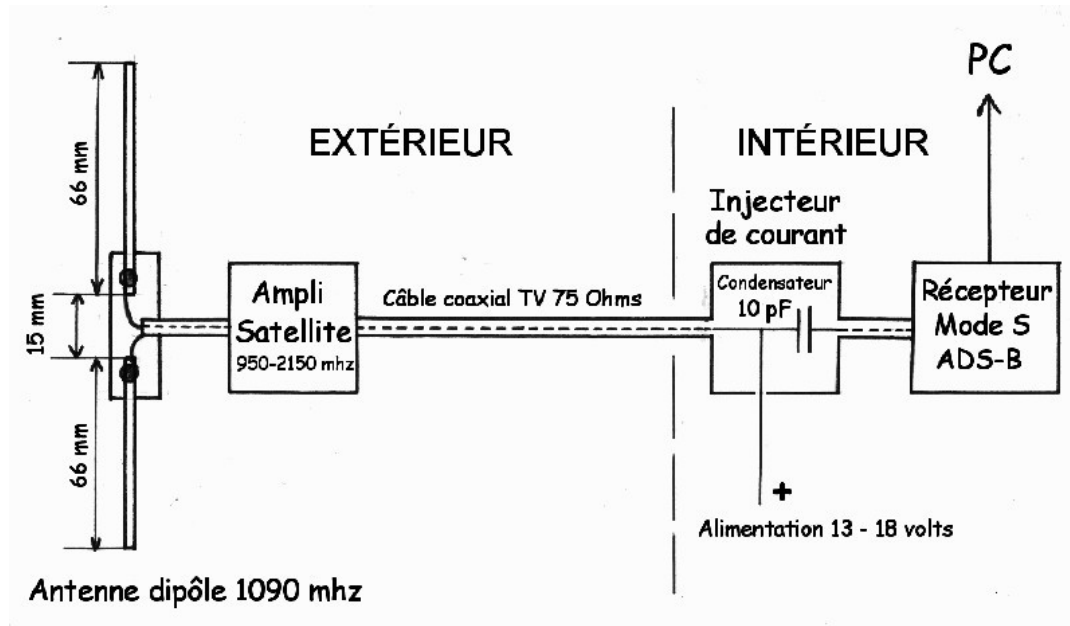 PC
EXTÉRIEUR
INTÉRIEUR
66 mm
15 mm
66 mm
Ampli
Satellite
950-2150 mhz
Câble coaxial TV 75 Ohms
Injecteur
de courant
Condensateur
10 pF
Récepteur
Mode S
ADS-B
+
Alimentation 13 - 18 volts
Antenne dipôle 1090 mhz